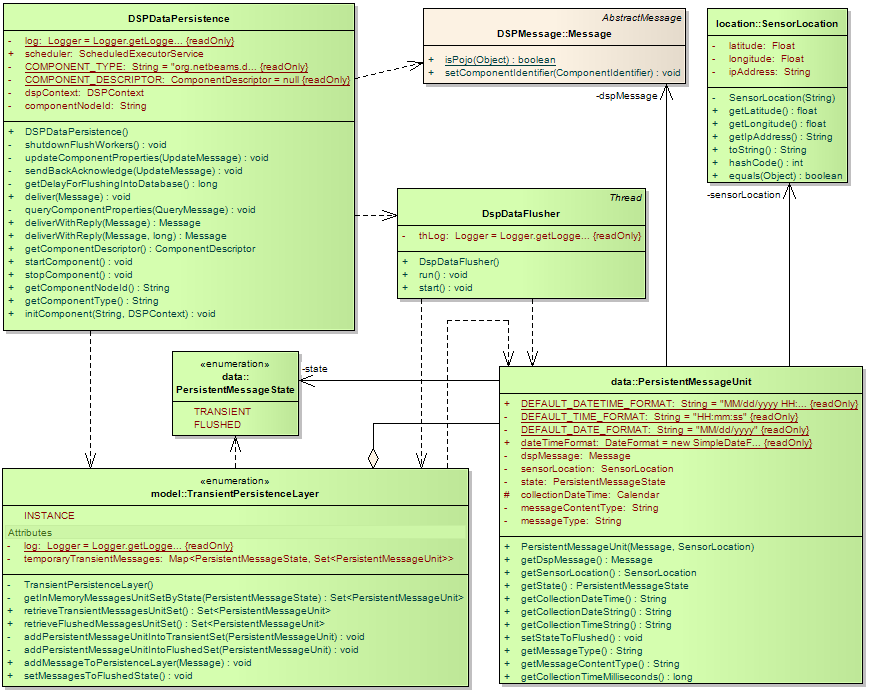 DSPDataPersistence
- log: Logger = Logger.getLogge... {readOnly}
+ scheduler: ScheduledExecutorService
- COMPONENT_TYPE: String = "org.netbeams.d... {readOnly}
- COMPONENT_DESCRIPTOR: ComponentDescriptor = null {readOnly}
- dspContext: DSPContext
- componentNodeId: String
+ DSPDataPersistence()
- shutdownFlushWorkers() : void
- updateComponentProperties(UpdateMessage) : void
- sendBackAcknowledge(UpdateMessage) : void
- getDelayForFlushingIntoDatabase() : long
+ deliver(Message) : void
- queryComponentProperties(QueryMessage) : void
+ deliverWithReply(Message) : Message
+ deliverWithReply(Message, long) : Message
+ getComponentDescriptor() : ComponentDescriptor
+ startComponent() : void
+ stopComponent() : void
+ getComponentNodeId() : String
+ getComponentType() : String
+ initComponent(String, DSPContext) : void
AbstractMessage
DSPMessage::Message
+ isPojo(Object) : boolean
+ setComponentIdentifier(ComponentIdentifier) : void
-dspMessage
location::SensorLocation
- latitude: Float
- longitude: Float
- ipAddress: String
- SensorLocation(String)
+ getLatitude() : float
+ getLongitude() : float
+ getIpAddress() : String
+ toString() : String
+ hashCode() : int
+ equals(Object) : boolean
-sensorLocation
Thread
DspDataFlusher
- thLog: Logger = Logger.getLogge... {readOnly}
+ DspDataFlusher()
+ run() : void
+ start() : void
«enumeration»
data::
PersistentMessageState
TRANSIENT
FLUSHED
-state
data::PersistentMessageUnit
+ DEFAULT_DATETIME_FORMAT: String = "MM/dd/yyyy HH:... {readOnly}
- DEFAULT_TIME_FORMAT: String = "HH:mm:ss" {readOnly}
- DEFAULT_DATE_FORMAT: String = "MM/dd/yyyy" {readOnly}
+ dateTimeFormat: DateFormat = new SimpleDateF... {readOnly}
- dspMessage: Message
- sensorLocation: SensorLocation
- state: PersistentMessageState
# collectionDateTime: Calendar
- messageContentType: String
- messageType: String
+ PersistentMessageUnit(Message, SensorLocation)
+ getDspMessage() : Message
+ getSensorLocation() : SensorLocation
+ getState() : PersistentMessageState
+ getCollectionDateTime() : String
+ getCollectionDateString() : String
+ getCollectionTimeString() : String
+ setStateToFlushed() : void
+ getMessageType() : String
+ getMessageContentType() : String
+ getCollectionTimeMilliseconds() : long
«enumeration»
model::TransientPersistenceLayer
INSTANCE
Attributes
- log: Logger = Logger.getLogge... {readOnly}
- temporaryTransientMessages: Map<PersistentMessageState, Set<PersistentMessageUnit>>
- TransientPersistenceLayer()
- getInMemoryMessagesUnitSetByState(PersistentMessageState) : Set<PersistentMessageUnit>
+ retrieveTransientMessagesUnitSet() : Set<PersistentMessageUnit>
+ retrieveFlushedMessagesUnitSet() : Set<PersistentMessageUnit>
- addPersistentMessageUnitIntoTransientSet(PersistentMessageUnit) : void
- addPersistentMessageUnitIntoFlushedSet(PersistentMessageUnit) : void
+ addMessageToPersistenceLayer(Message) : void
+ setMessagesToFlushedState() : void